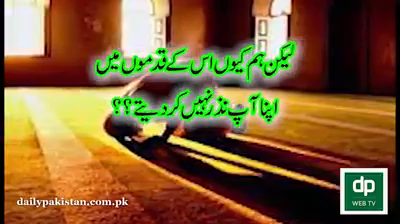 لیکن ہم کیوں اس کے قدموں میں
اپنا آپ نذر نہیں کر دیتے؟؟
dp
WEB TV
dailypakistan.com.pk